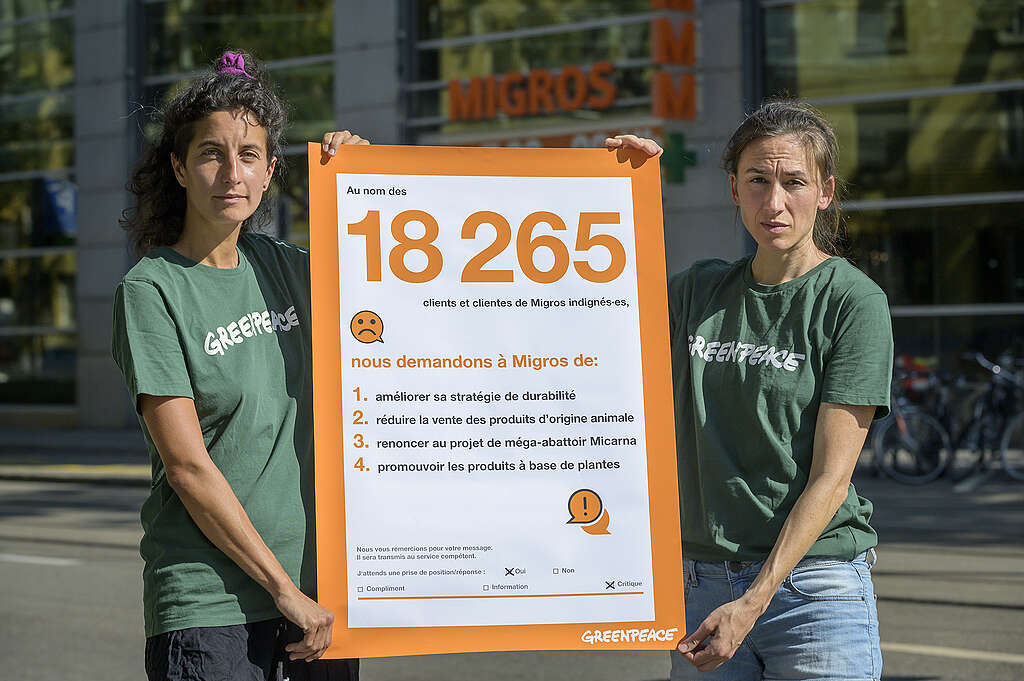 MIGROS
MM
GREENPEACE
GREENPEACE
Au nom des
18 265
clients et clientes de Migros indignés·es,
nous demandons à Migros de:
1. améliorer sa stratégie de durabilité
2. réduire la vente des produits d'origine animale
3. renoncer au projet de méga-abattoir Micarna
4. promouvoir les produits à base de plantes
!
Nous vous remercions pour votre message.
Il sera transmis au service compétent.
J'attends une prise de position/réponse : Oui Non
Compliment Information Critique
GREENPEACE